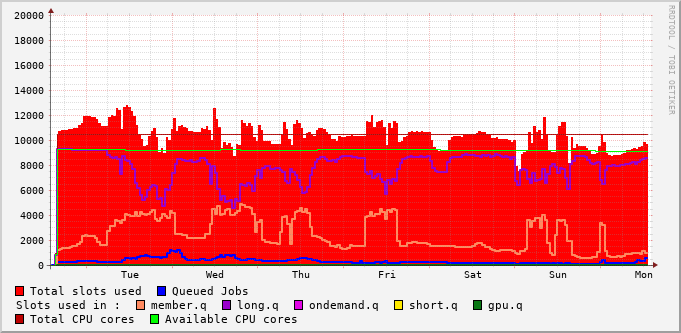 RRDTOOL / TOBI OETIKER
20000
18000
16000
14000
12000
10000
8000
6000
4000
2000
0
Tue Wed Thu Fri Sat Sun Mon
Total slots used Queued Jobs
Slots used in : member.q long.q ondemand.q short.q gpu.q
Total CPU cores Available CPU cores